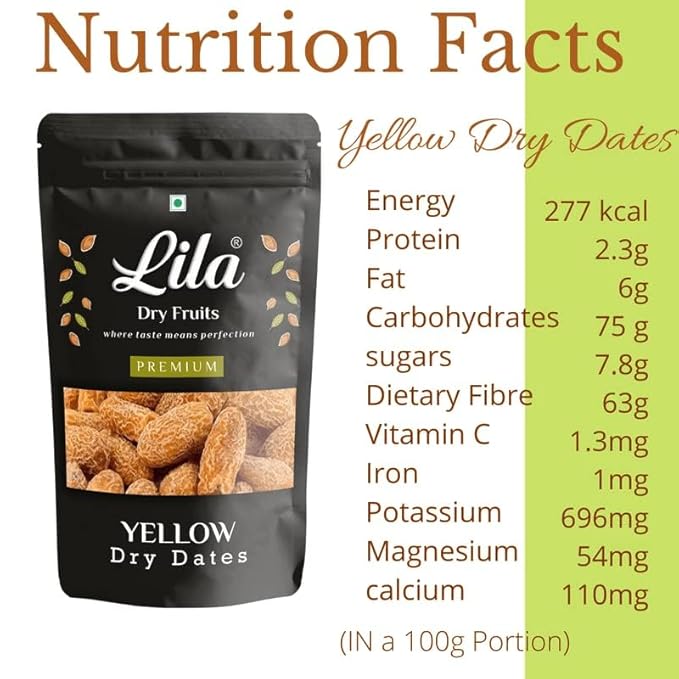 Nutrition Facts
Yellow Dry Dates
Lila®
Dry Fruits
where taste means perfection
PREMIUM
YELLOW
Dry Dates
Energy 277 kcal
Protein 2.3g
Fat 6g
Carbohydrates 75 g
sugars 7.8g
Dietary Fibre 63g
Vitamin C 1.3mg
Iron 1mg
Potassium 696mg
Magnesium 54mg
calcium 110mg
(IN a 100g Portion)